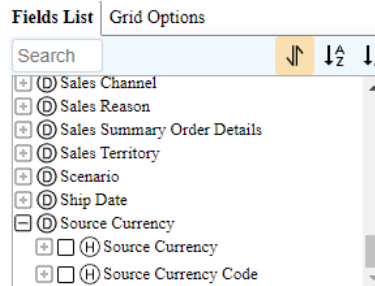 Fields List Grid Options
Search A Z
D Sales Channel
D Sales Reason
D Sales Summary Order Details
D Sales Territory
D Scenario
D Ship Date
D Source Currency
H Source Currency
H Source Currency Code